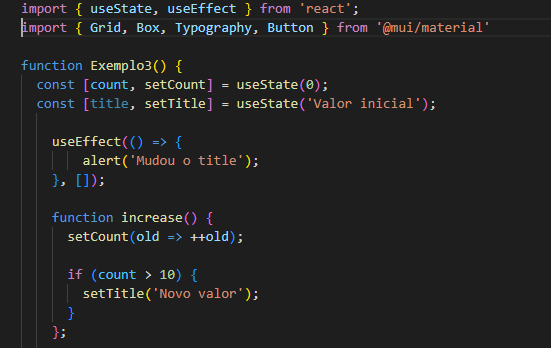 import { useState, useEffect } from 'react';
import { Grid, Box, Typography, Button } from '@mui/material'
function Exemplo3() {
const [count, setCount] = useState(0);
const [title, setTitle] = useState('Valor inicial');
useEffect(() => {
alert('Mudou o title');
}, []);
function increase() {
setCount(old => ++old);
if (count > 10) {
setTitle('Novo valor');
}
};